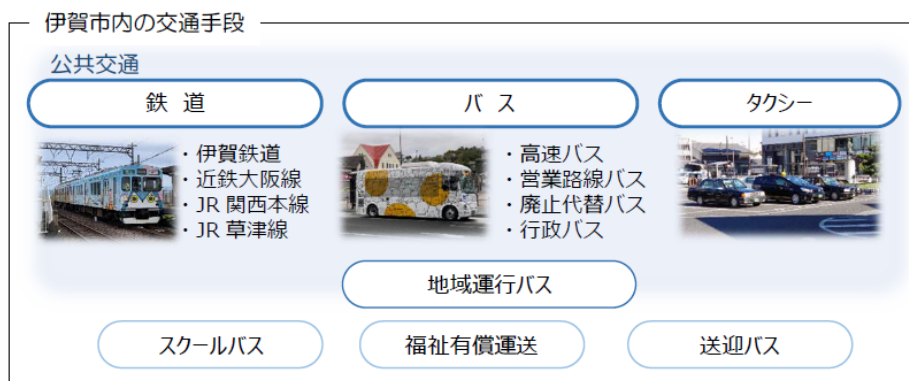 伊賀市内の交通手段
公共交通
鉄 道
バ ス
タクシー
・伊賀鉄道
・近鉄大阪線
・JR 関西本線
・JR 草津線
・高速バス
・営業路線バス
・廃止代替バス
・行政バス
地域運行バス
スクールバス
福祉有償運送
送迎バス